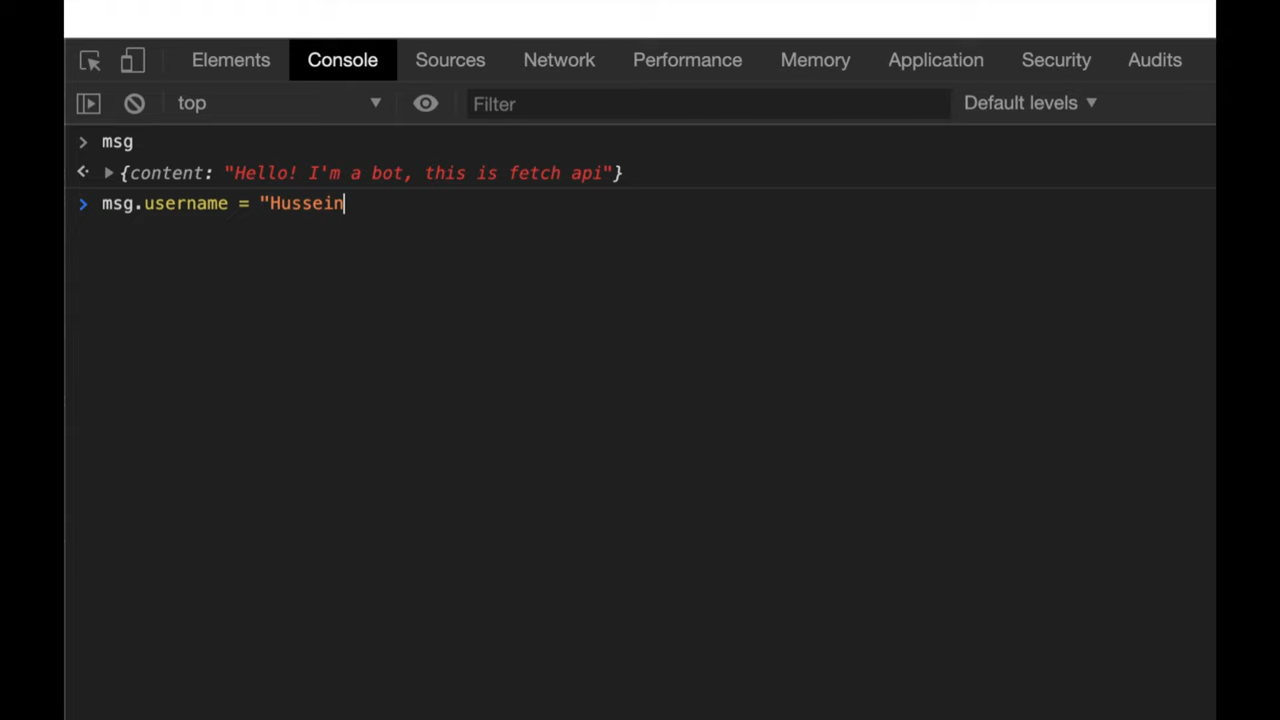 Elements Console Sources Network Performance Memory Application Security Audits
top Filter Default levels
msg
{content: "Hello! I'm a bot, this is fetch api"}
msg.username = "Hussein